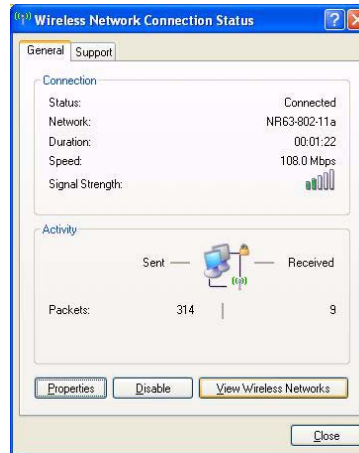 Wireless Network Connection Status
General Support
Connection
Status: Connected
Network: NR63-802-11a
Duration: 00:01:22
Speed: 108.0 Mbps
Signal Strength:
Activity
Sent Received
Packets: 314 9
Properties Disable View Wireless Networks
Close